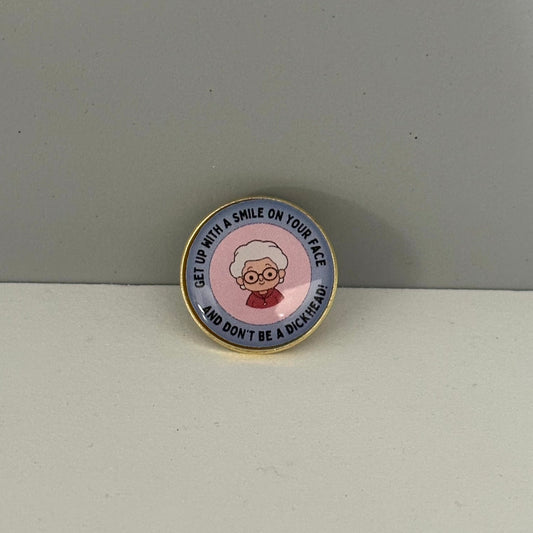 GET UP WITH A SMILE ON YOUR FACE
AND DON'T BE A DICKHEAD!